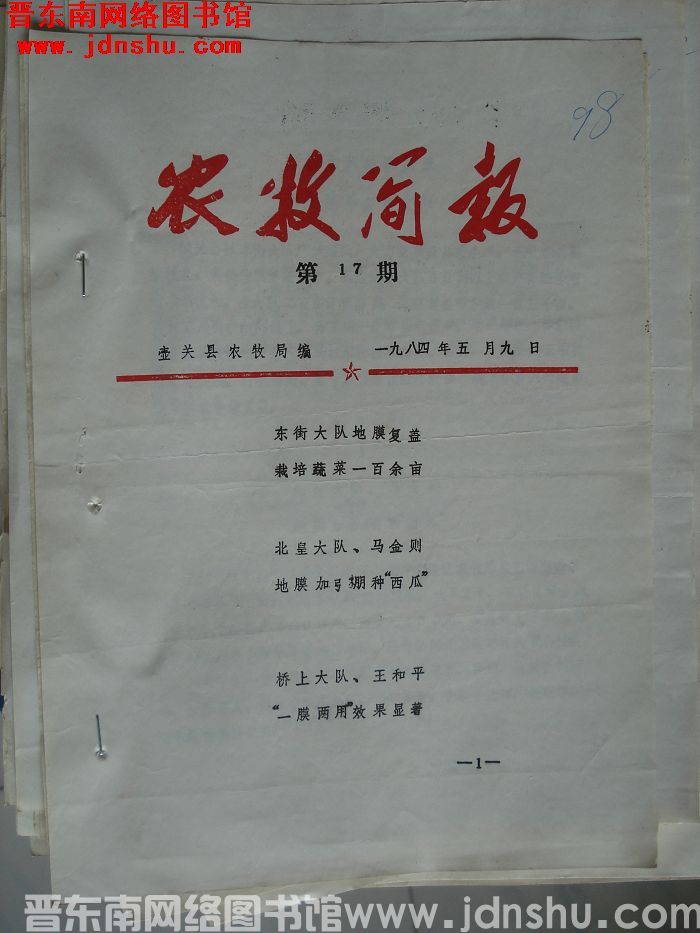 晋东南网络图书馆
www.jdnshu.com
98
农牧简报
第17期
壶关县农牧局编 一九八四年五月九日
东街大队地膜复盖
栽培蔬菜一百余亩
北皇大队、马金则
地膜加弓棚种“西瓜”
桥上大队、王和平
“一膜两用”效果显著
—1—
晋东南网络图书馆www.jdnshu.com